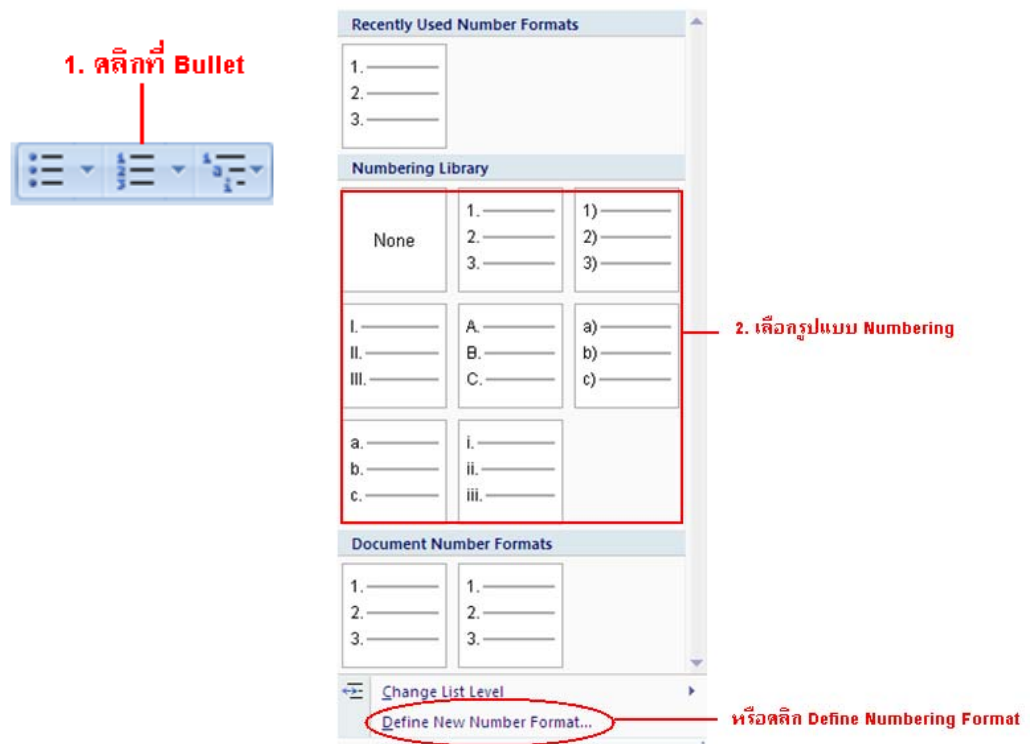 1. คลิกที่ Bullet
Recently Used Number Formats
1.
2.
3.
Numbering Library
None
1.
2.
3.
1)
2)
3)
I.
II.
III.
A.
B.
C.
a)
b)
c)
a.
b.
c.
i.
ii.
iii.
2. เลือกรูปแบบ Numbering
Document Number Formats
1.
2.
3.
1.
2.
3.
Change List Level
Define New Number Format...
หรือคลิก Define Numbering Format